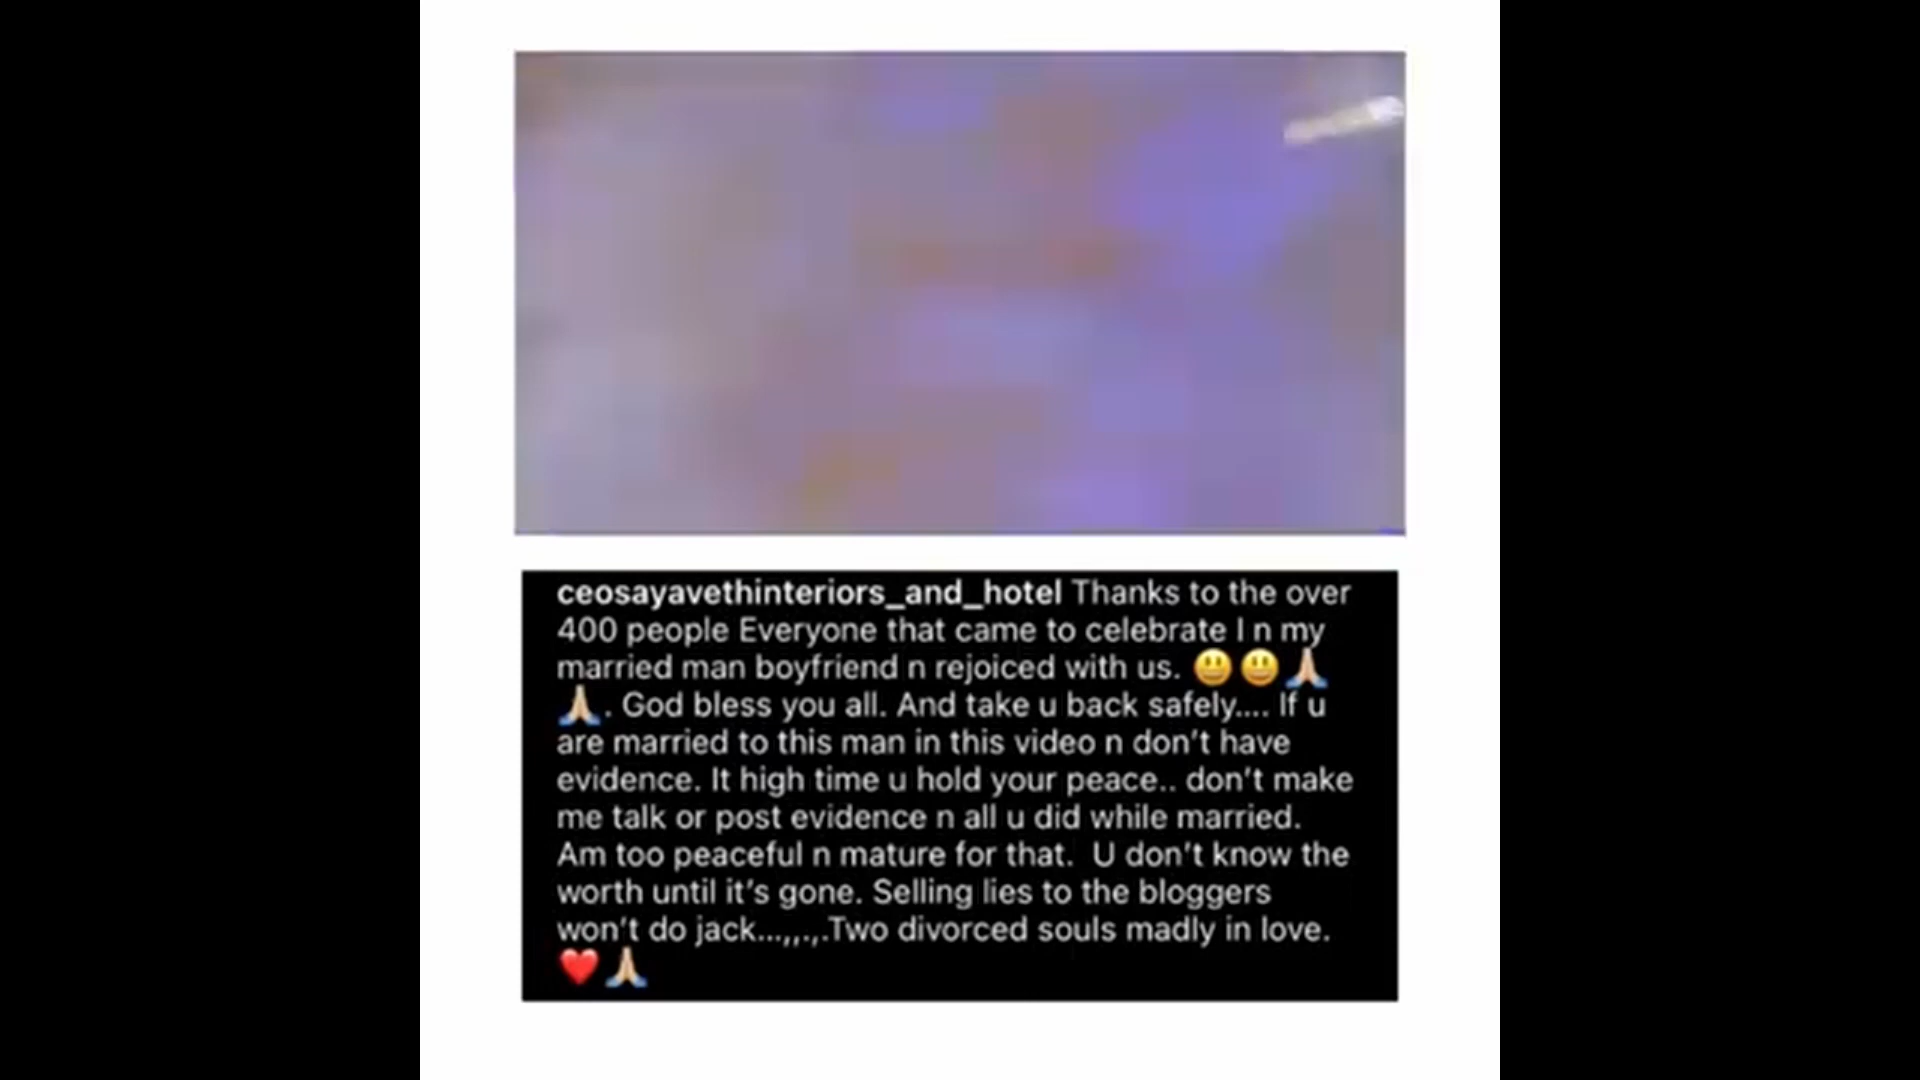 ceosayavethinteriors_and_hotel Thanks to the over
400 people Everyone that came to celebrate I n my
married man boyfriend n rejoiced with us. 😃😃🙏🏼
🙏🏼. God bless you all. And take u back safely.... If u
are married to this man in this video n don't have
evidence. It high time u hold your peace.. don't make
me talk or post evidence n all u did while married.
Am too peaceful n mature for that.  U don't know the
worth until it's gone. Selling lies to the bloggers
won't do jack...,,.,.Two divorced souls madly in love.
❤️🙏🏼